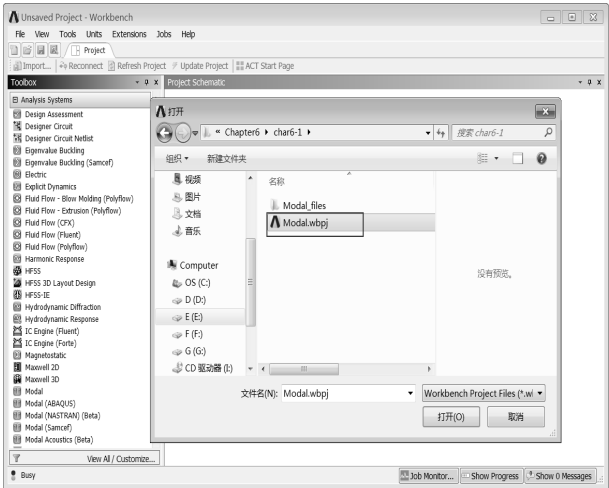 Unsaved Project - Workbench
File View Tools Units Extensions Jobs Help
Project
Import... Reconnect Refresh Project Update Project ACT Start Page
Toolbox
Project Schematic
Analysis Systems
Design Assessment
Designer Circuit
Designer Circuit Netlist
Eigenvalue Buckling
Eigenvalue Buckling (Samcef)
Electric
Explicit Dynamics
Fluid Flow - Blow Molding (Polyflow)
Fluid Flow - Extrusion (Polyflow)
Fluid Flow (CFX)
Fluid Flow (Fluent)
Fluid Flow (Polyflow)
Harmonic Response
HFSS
HFSS 3D Layout Design
HFSS-IE
Hydrodynamic Diffraction
Hydrodynamic Response
IC Engine (Fluent)
IC Engine (Forte)
Magnetostatic
Maxwell 2D
Maxwell 3D
Modal
Modal (ABAQUS)
Modal (NASTRAN) (Beta)
Modal (Samcef)
Modal Acoustics (Beta)
View All / Customize...
打开
« Chapter6 char6-1
搜索 char6-1
组织 新建文件夹
视频
图片
文档
音乐
Computer
OS (C:)
D (D:)
E (E:)
F (F:)
G (G:)
CD 驱动器 (I:)
名称
Modal_files
Modal.wbpj
没有预览。
文件名(N): Modal.wbpj
Workbench Project Files (*.wl
打开(O) 取消
Busy
Job Monitor... Show Progress Show 0 Messages